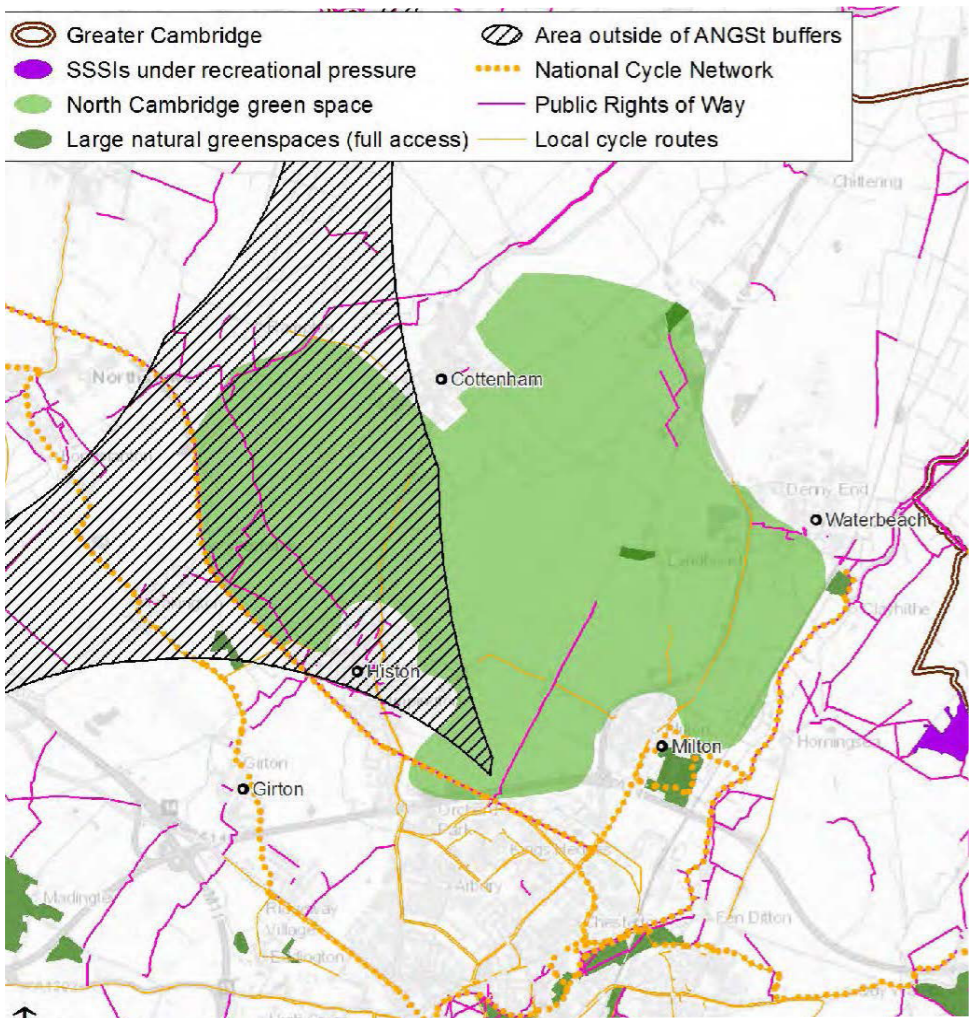 Greater Cambridge
SSSIs under recreational pressure
North Cambridge green space
Large natural greenspaces (full access)
Area outside of ANGSt buffers
National Cycle Network
Public Rights of Way
Local cycle routes
Chittering
Cottenham
Denny End
Waterbeach
Landbeach
Clayhithe
Histon
Milton
Horningsea
Girton
Girton
Orchard
Park
Kings Hedges
Arbury
Madingley
Village
Eddington
Chesterton
Fen Ditton